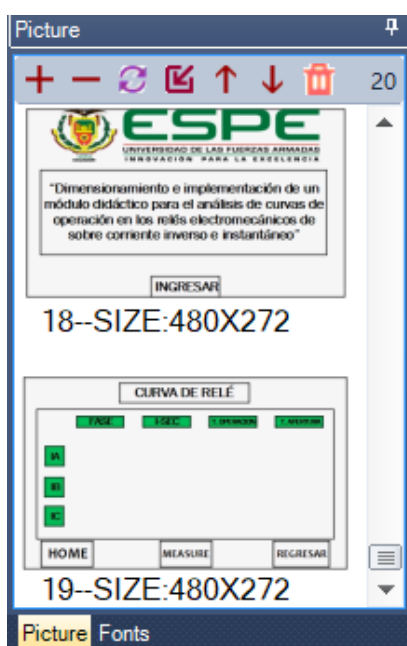 Picture
20
ESPE
UNIVERSIDAD DE LAS FUERZAS ARMADAS
INNOVACIÓN PARA LA EXCELENCIA
"Dimensionamiento e implementación de un
módulo didáctico para el análisis de curvas de
operación en los relés electromecánicos de
sobre corriente inverso e instantáneo"
INGRESAR
18--SIZE:480X272
CURVA DE RELÉ
FASE I-SEC T. OPERACION T. APERTURA
IA
IB
IC
HOME MEASURE REGRESAR
19--SIZE:480X272
Picture Fonts